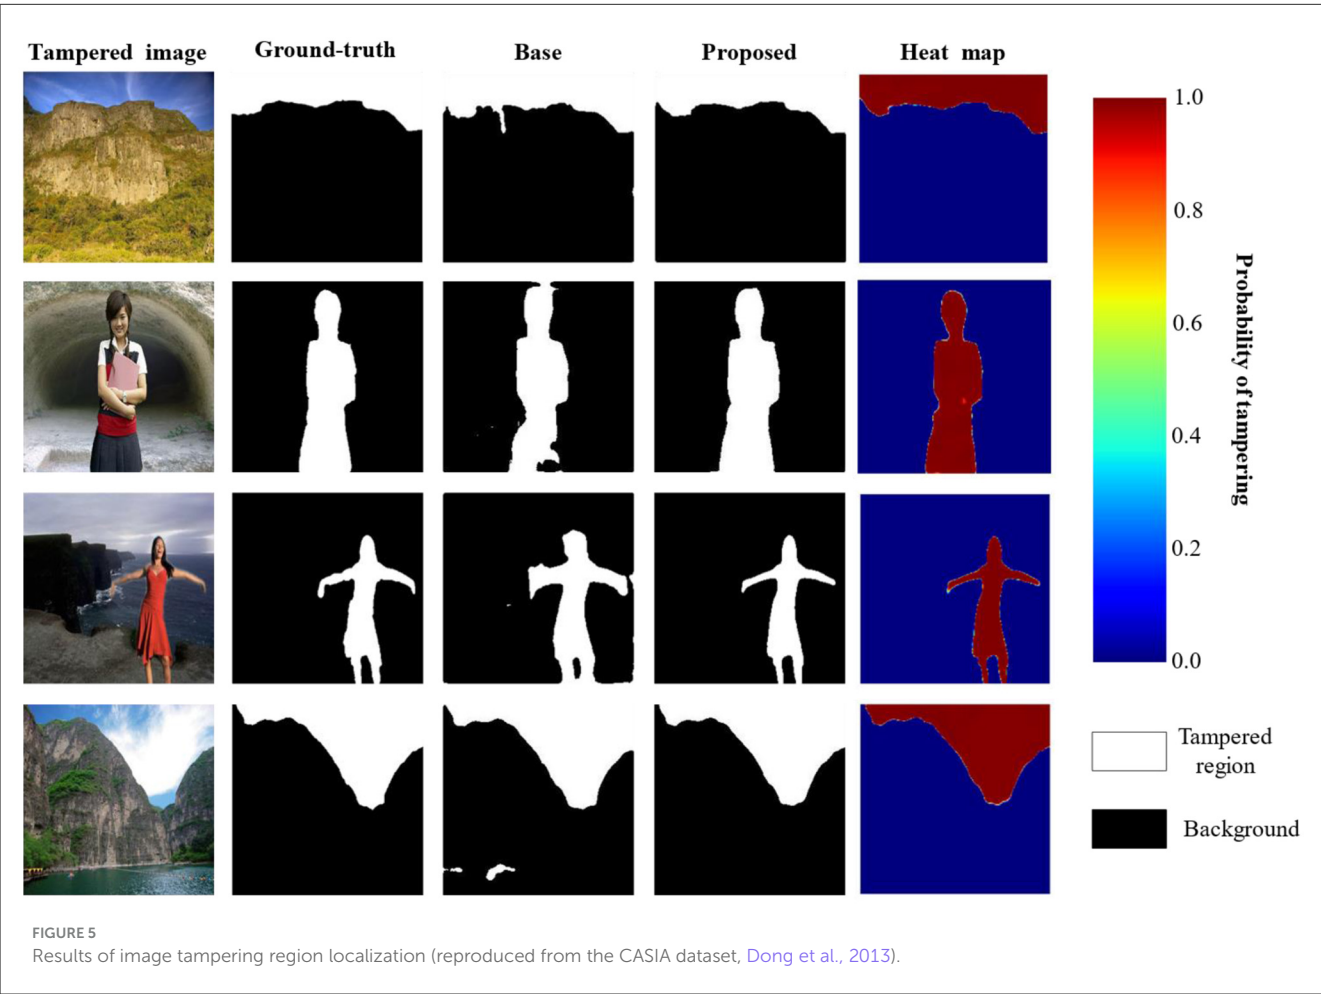 Tampered image
Ground-truth
Base
Proposed
Heat map
1.0
0.8
0.6
0.4
0.2
0.0
Probability of tampering
Tampered
region
Background
FIGURE 5
Results of image tampering region localization (reproduced from the CASIA dataset, Dong et al., 2013).